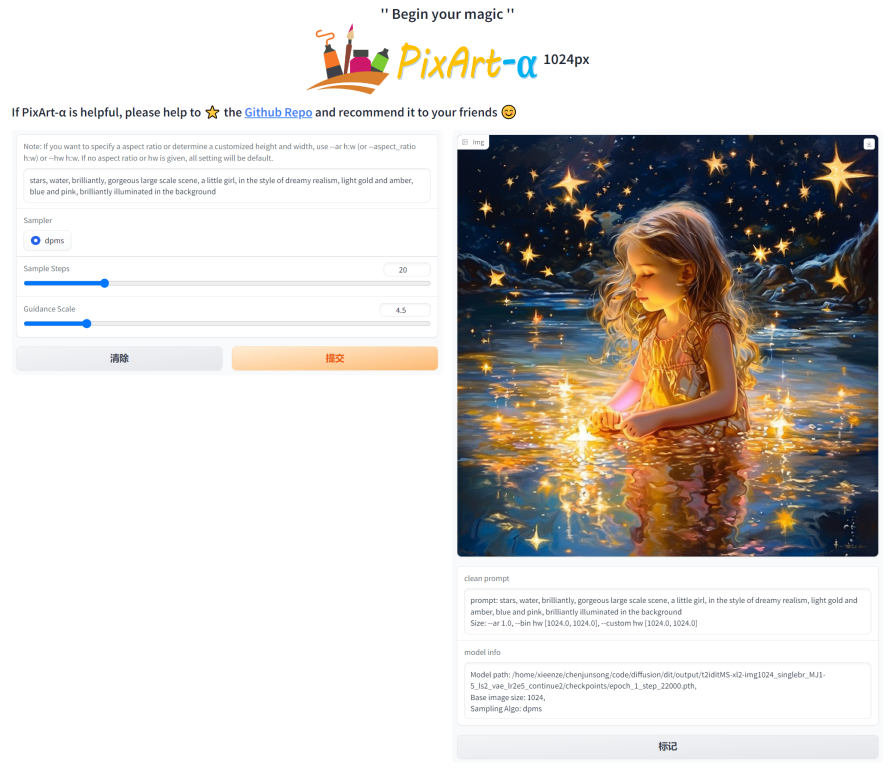 " Begin your magic "
PixArt-α 1024px
If PixArt-α is helpful, please help to ⭐ the Github Repo and recommend it to your friends 😊
Note: If you want to specify a aspect ratio or determine a customized height and width, use --ar h:w (or --aspect_ratio
h:w) or --hw h:w. If no aspect ratio or hw is given, all setting will be default.
stars, water, brilliantly, gorgeous large scale scene, a little girl, in the style of dreamy realism, light gold and amber,
blue and pink, brilliantly illuminated in the background
Sampler
dpms
Sample Steps
20
Guidance Scale
4.5
清除
提交
Img
clean prompt
prompt: stars, water, brilliantly, gorgeous large scale scene, a little girl, in the style of dreamy realism, light gold and
amber, blue and pink, brilliantly illuminated in the background
Size: --ar 1.0, --bin hw [1024.0, 1024.0], --custom hw [1024.0, 1024.0]
model info
Model path: /home/xieenze/chenjunsong/code/diffusion/dit/output/t2iditMS-xl2-img1024_singlebr_MJ1-
5_ls2_vae_lr2e5_continue2/checkpoints/epoch_1_step_22000.pth,
Base image size: 1024,
Sampling Algo: dpms
标记